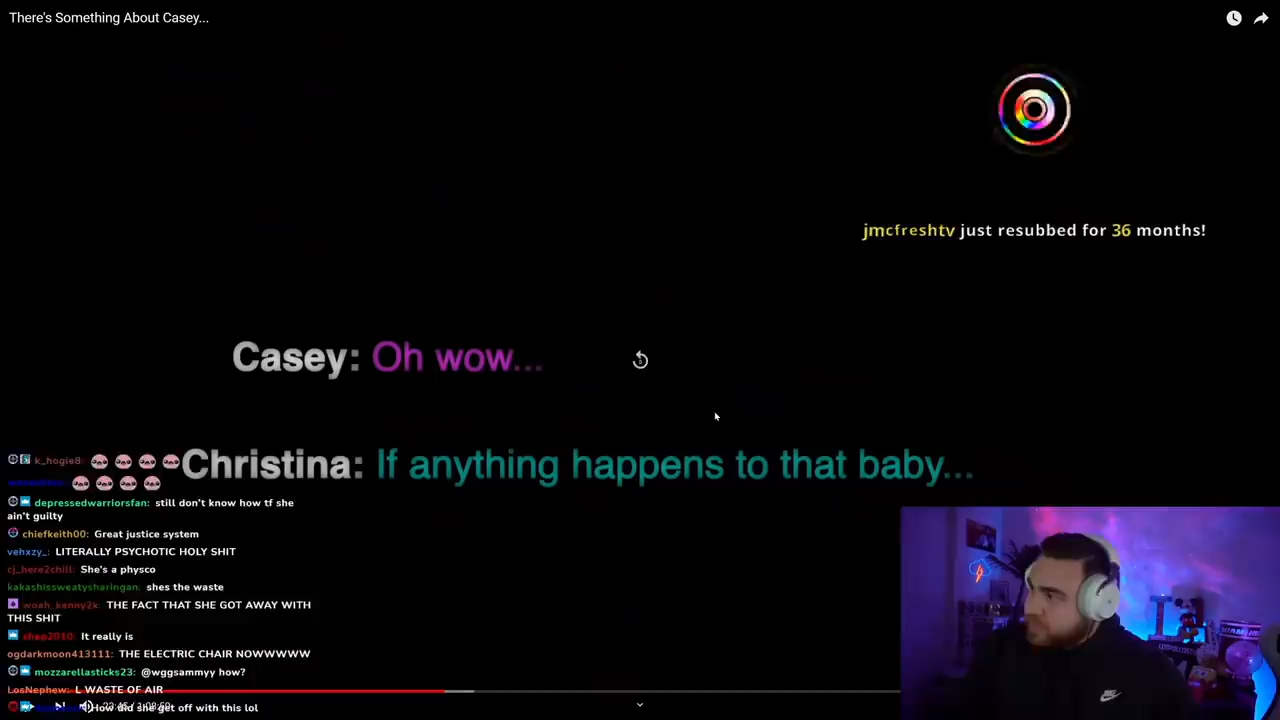 There's Something About Casey...
jmcfreshtv just resubbed for 36 months!
Casey: Oh wow...
Christina: If anything happens to that baby...
k_hogie8:
depressedwarriorsfan: still don't know how tf she
ain't guilty
chiefkeith00: Great justice system
vehxzy_: LITERALLY PSYCHOTIC HOLY SHIT
cj_here2chill: She's a physco
kakashissweatysharingan: shes the waste
woah_kenny2k: THE FACT THAT SHE GOT AWAY WITH
THIS SHIT
It really is
ogdarkmoon413111: THE ELECTRIC CHAIR NOWWWWW
mozzarellasticks23: @wggsammyy how?
LosNephew: L WASTE OF AIR
How did she get off with this lol